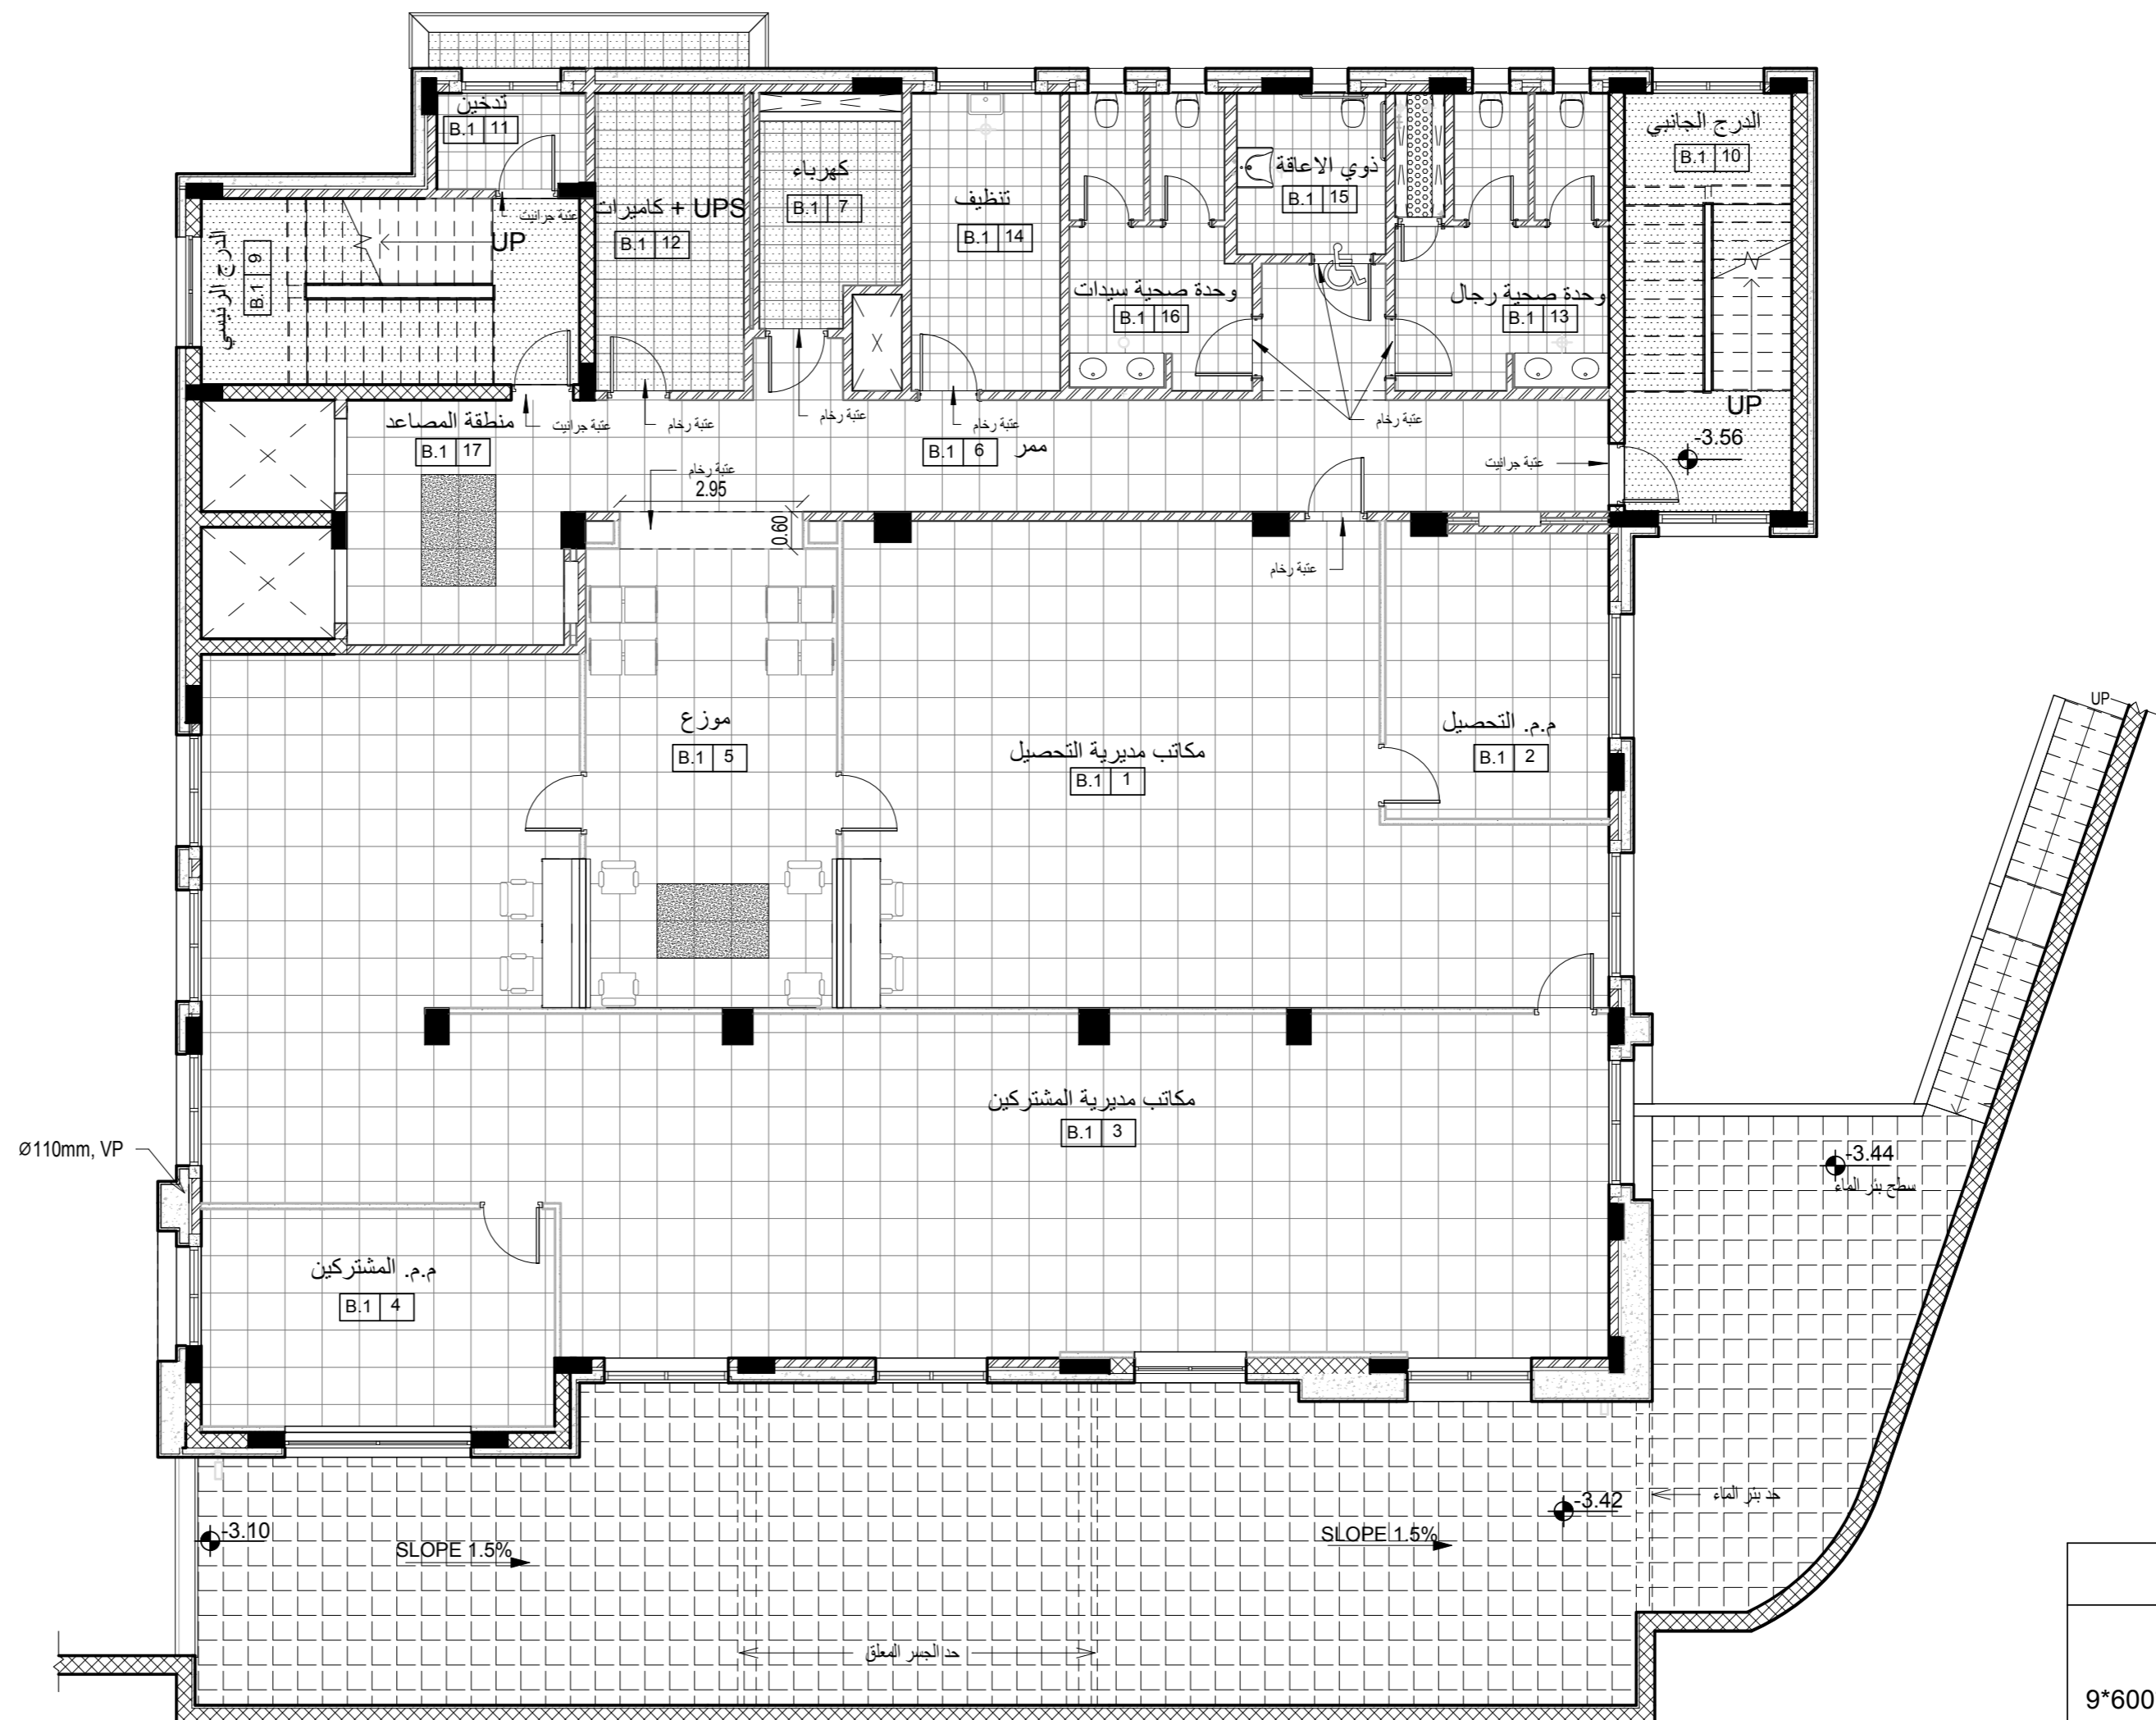 تدخين
B.1 11
الدرج الجانبي
B.1 10
كهرباء
B.1 7
ذوي الاعاقة
B.1 15
تنظيف
B.1 14
UPS + كاميرات
B.1 12
عتبة جرانيت
UP
الدرج الرئيسي
B.1 9
وحدة صحية سيدات
B.1 16
وحدة صحية رجال
B.1 13
UP
-3.56
منطقة المصاعد
B.1 17
عتبة جرانيت
عتبة رخام
عتبة رخام
عتبة رخام
عتبة رخام
ممر
B.1 6
عتبة جرانيت
عتبة رخام
2.95
0.60
عتبة رخام
موزع
B.1 5
مكاتب مديرية التحصيل
B.1 1
م.م. التحصيل
B.1 2
UP
مكاتب مديرية المشتركين
B.1 3
Ø110mm, VP
-3.44
سطح بئر الماء
م.م. المشتركين
B.1 4
-3.10
SLOPE 1.5%
SLOPE 1.5%
-3.42
حد بئر الماء
حد الجسر المعلق
9*600